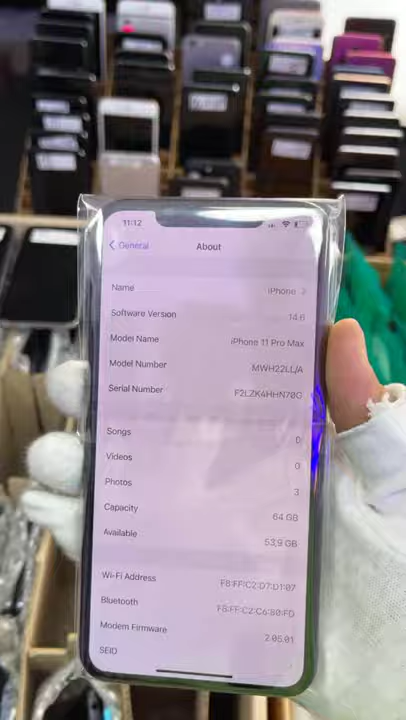 11:12
General
About
Name iPhone
Software Version 14.6
Model Name iPhone 11 Pro Max
Model Number MWH22LL/A
Serial Number F2LZK4HHN70G
Songs 0
Videos 0
Photos 3
Capacity 64 GB
Available 53,9 GB
Wi-Fi Address F8:FF:C2:D7:D1:07
Bluetooth F8:FF:C2:C6:80:FD
Modem Firmware 2.05.01
SEID